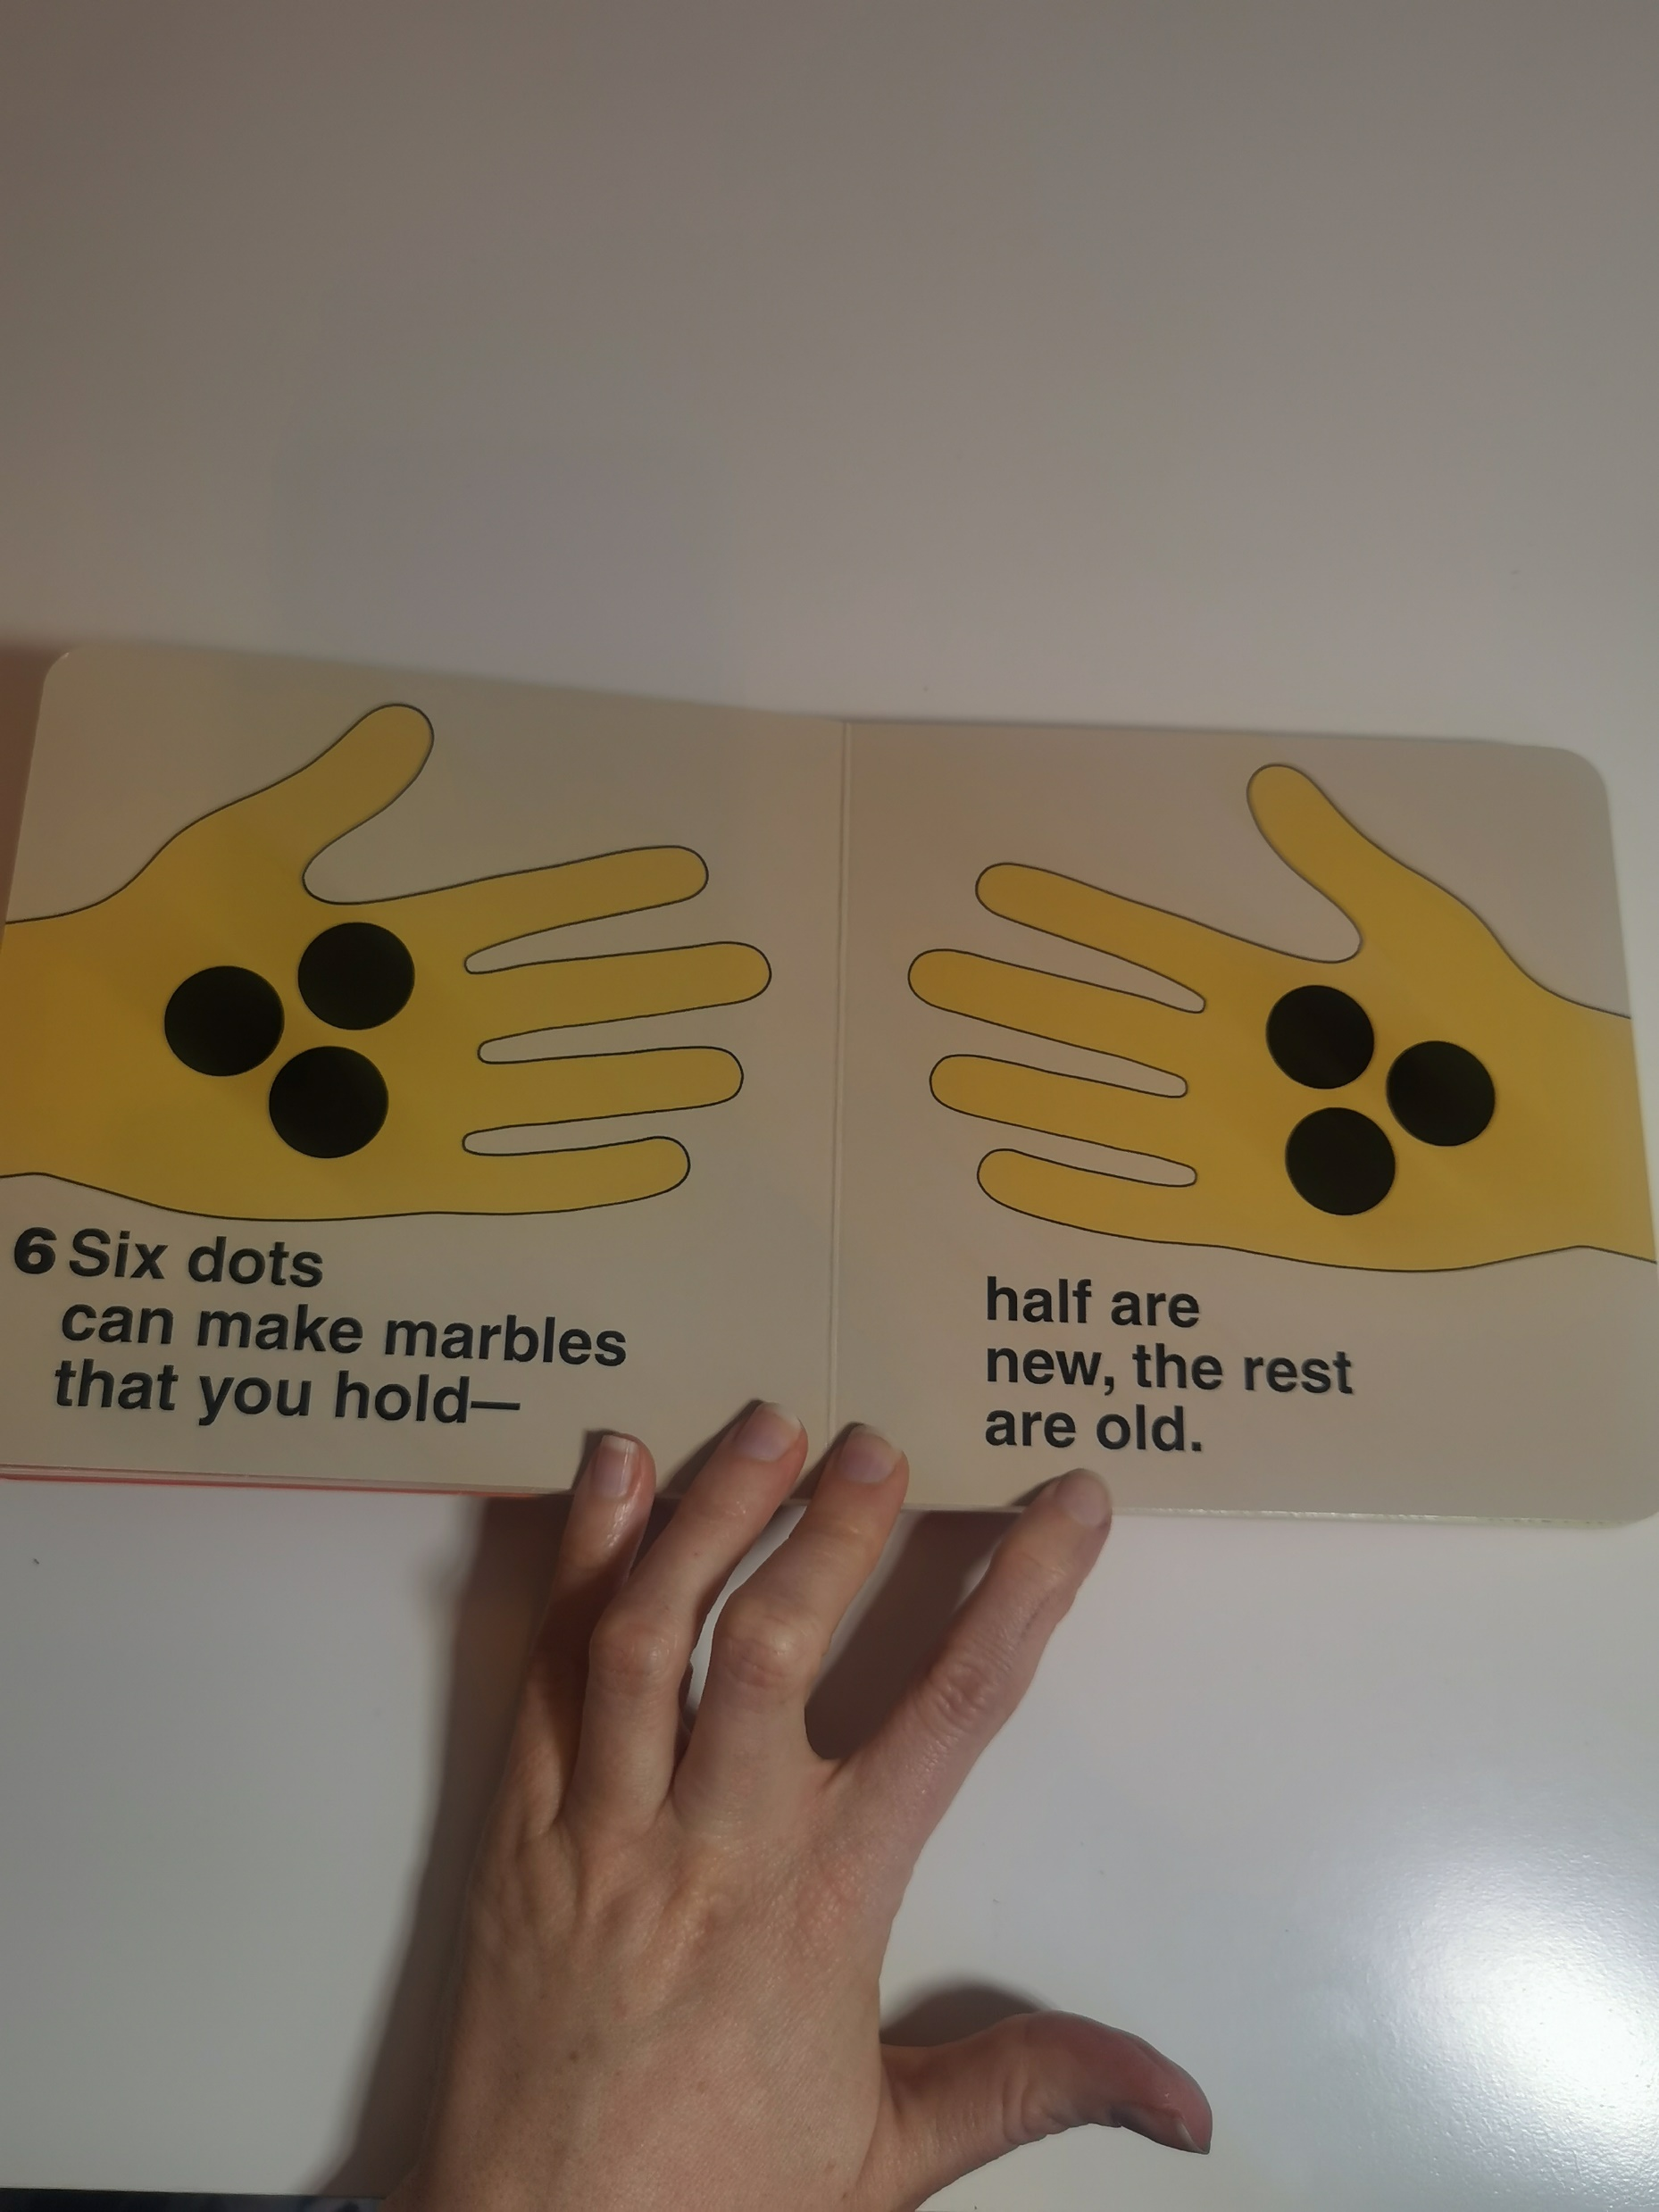 6 Six dots
can make marbles
that you hold—
half are
new, the rest
are old.